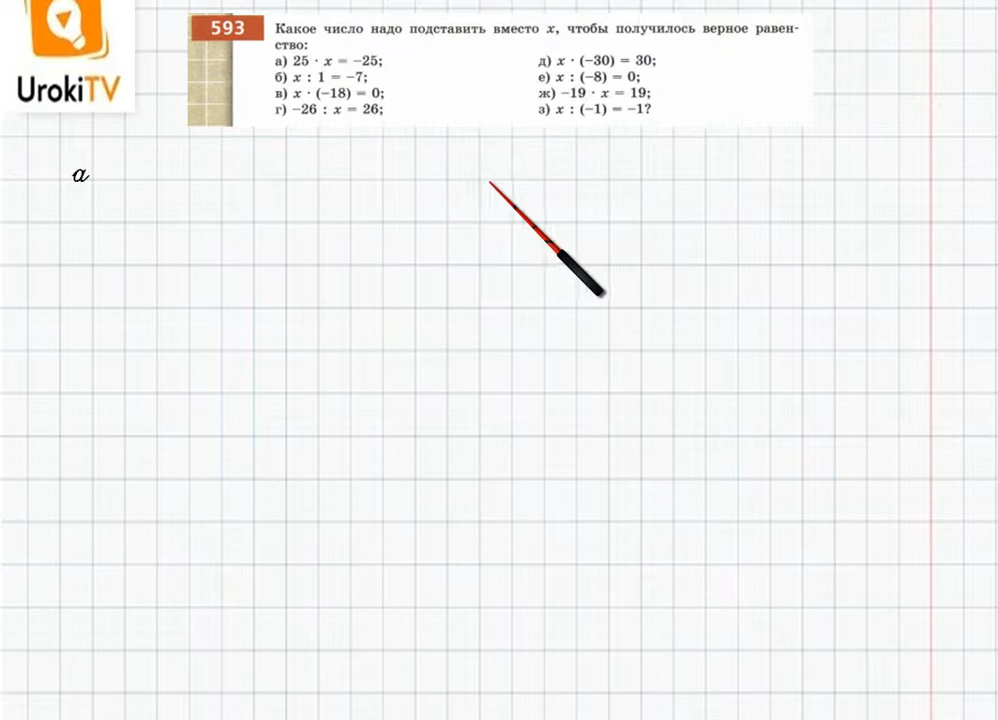 UrokiTV
593
Какое число надо подставить вместо x, чтобы получилось верное равен-
ство:
а) 25 · x = −25;
б) x : 1 = −7;
в) x · (−18) = 0;
г) −26 : x = 26;
д) x · (−30) = 30;
е) x : (−8) = 0;
ж) −19 · x = 19;
з) x : (−1) = −1?
а